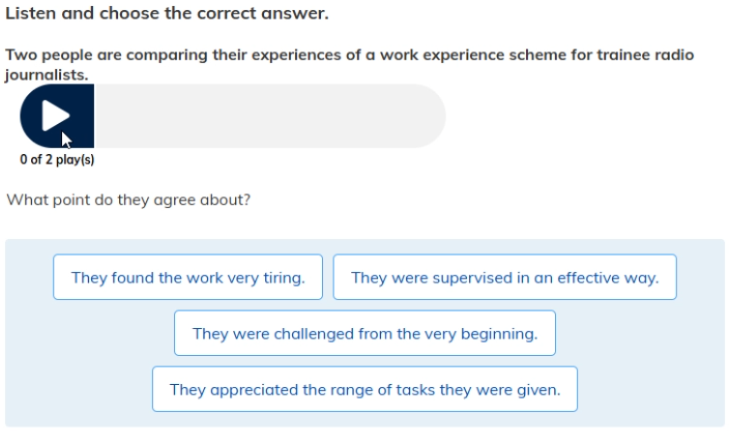 Listen and choose the correct answer.
Two people are comparing their experiences of a work experience scheme for trainee radio
journalists.
0 of 2 play(s)
What point do they agree about?
They found the work very tiring.
They were supervised in an effective way.
They were challenged from the very beginning.
They appreciated the range of tasks they were given.